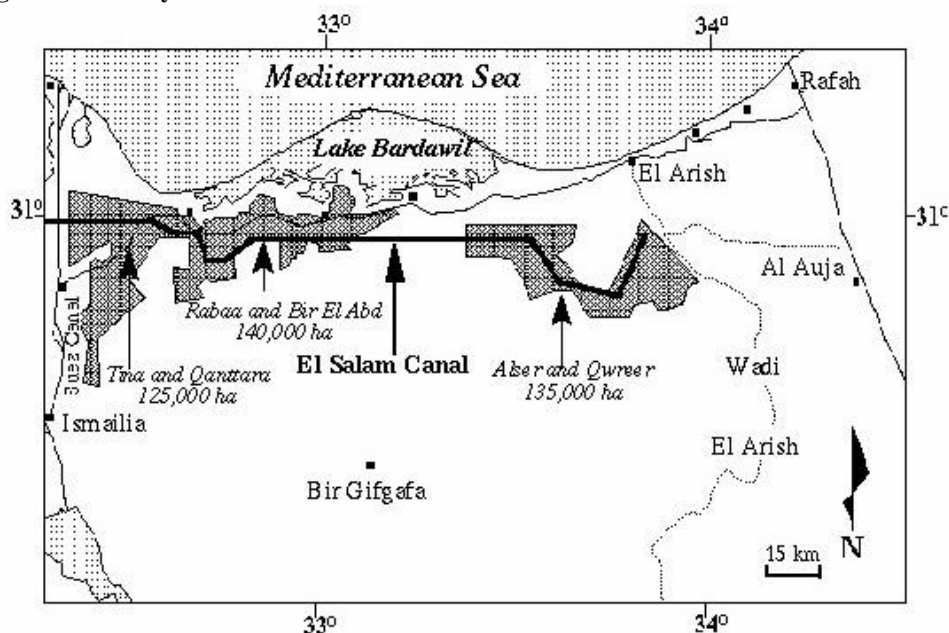 33°
34°
Mediterranean Sea
Rafah
Lake Bardawil
El Arish
31°
31°
Al Auja
Rabaa and Bir El Abd
140,000 ha
Suez Canal
El Salam Canal
Tina and Qanttara
125,000 ha
Alser and Qwreer
135,000 ha
Wadi
Ismailia
El Arish
Bir Gifgafa
15 km
N
33°
34°